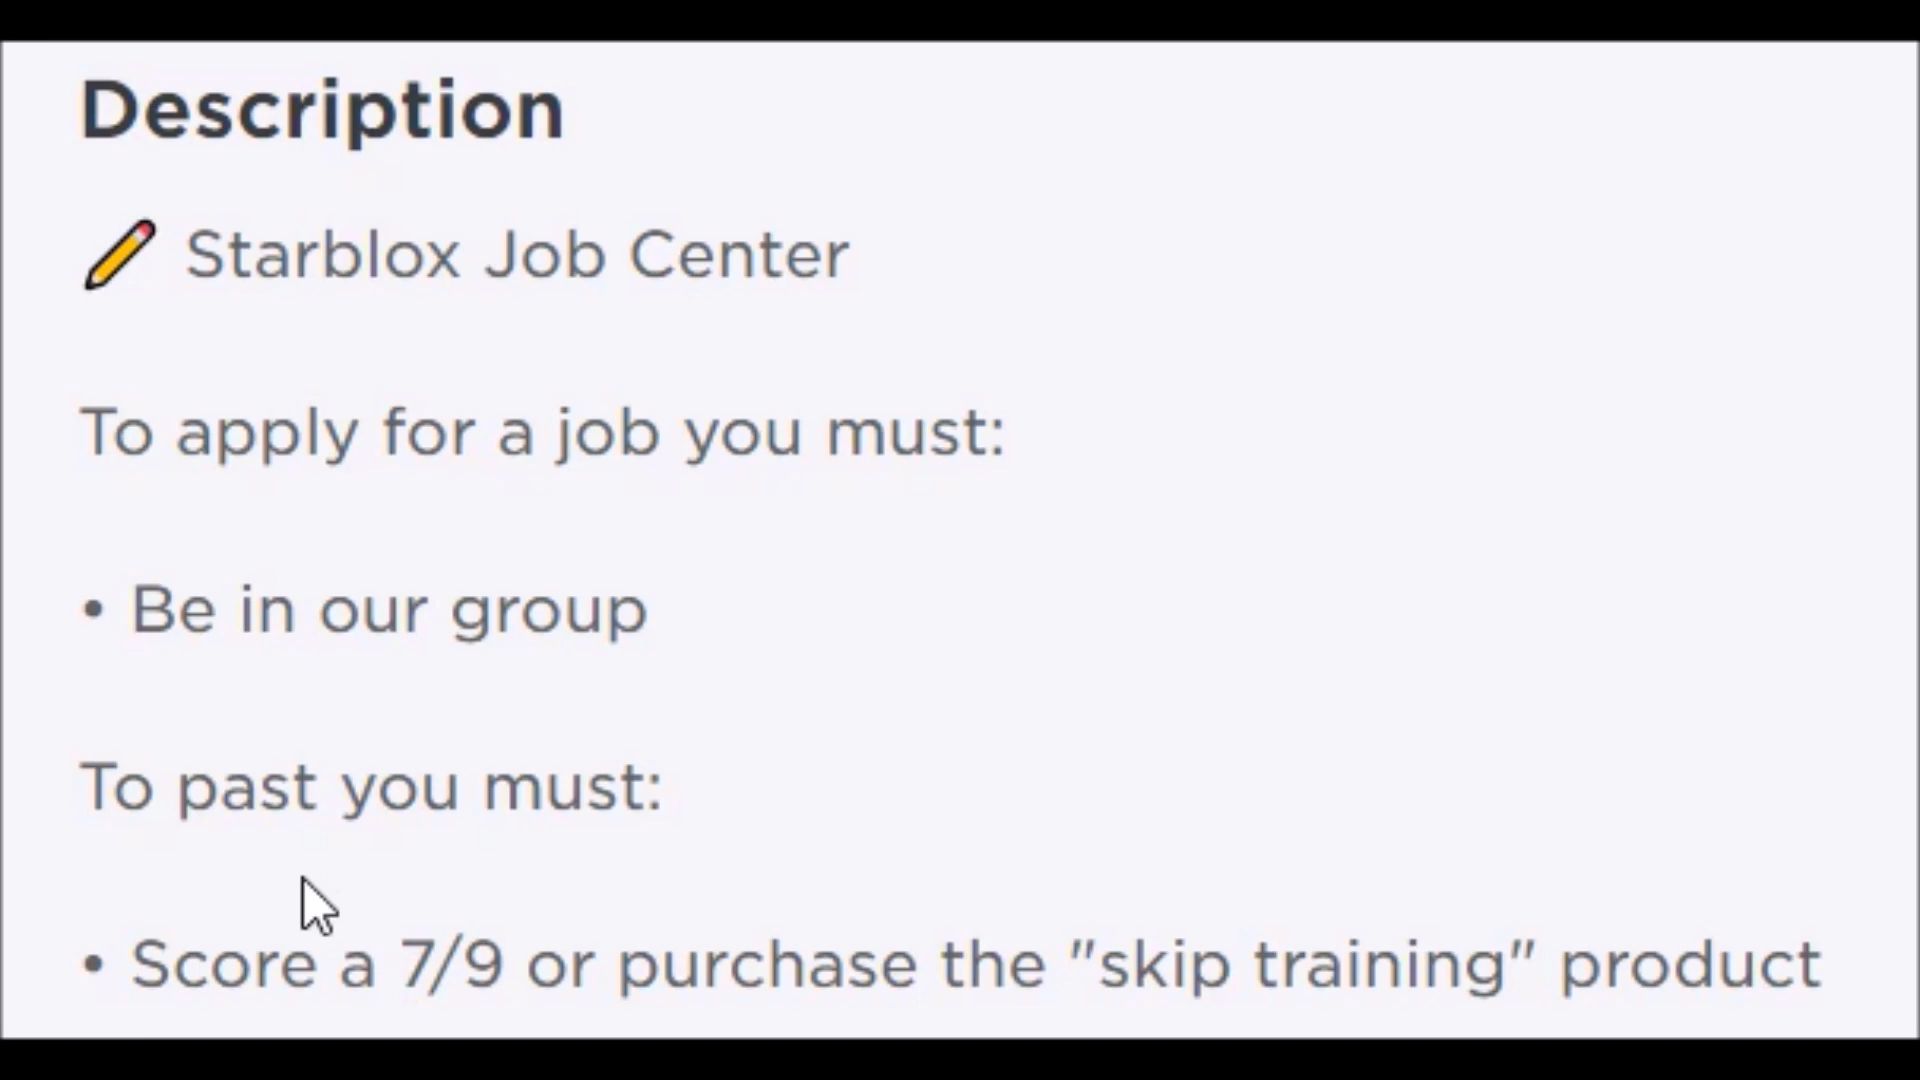 Description
✏️ Starblox Job Center
To apply for a job you must:
• Be in our group
To past you must:
• Score a 7/9 or purchase the "skip training" product